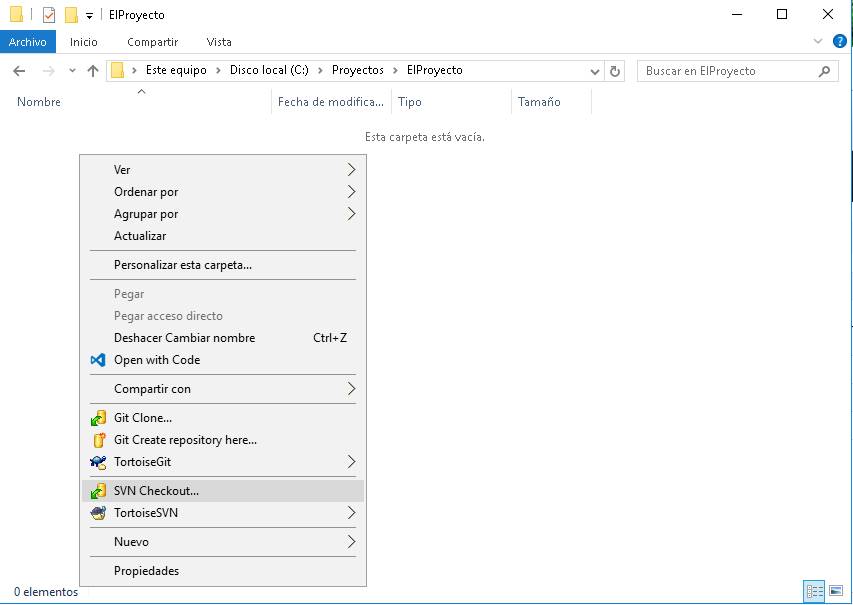 ElProyecto
Archivo Inicio Compartir Vista
Este equipo > Disco local (C:) > Proyectos > ElProyecto Buscar en ElProyecto
Nombre Fecha de modifica... Tipo Tamaño
Esta carpeta está vacía.
Ver
Ordenar por
Agrupar por
Actualizar
Personalizar esta carpeta...
Pegar
Pegar acceso directo
Deshacer Cambiar nombre Ctrl+Z
Open with Code
Compartir con
Git Clone...
Git Create repository here...
TortoiseGit
SVN Checkout...
TortoiseSVN
Nuevo
Propiedades
0 elementos